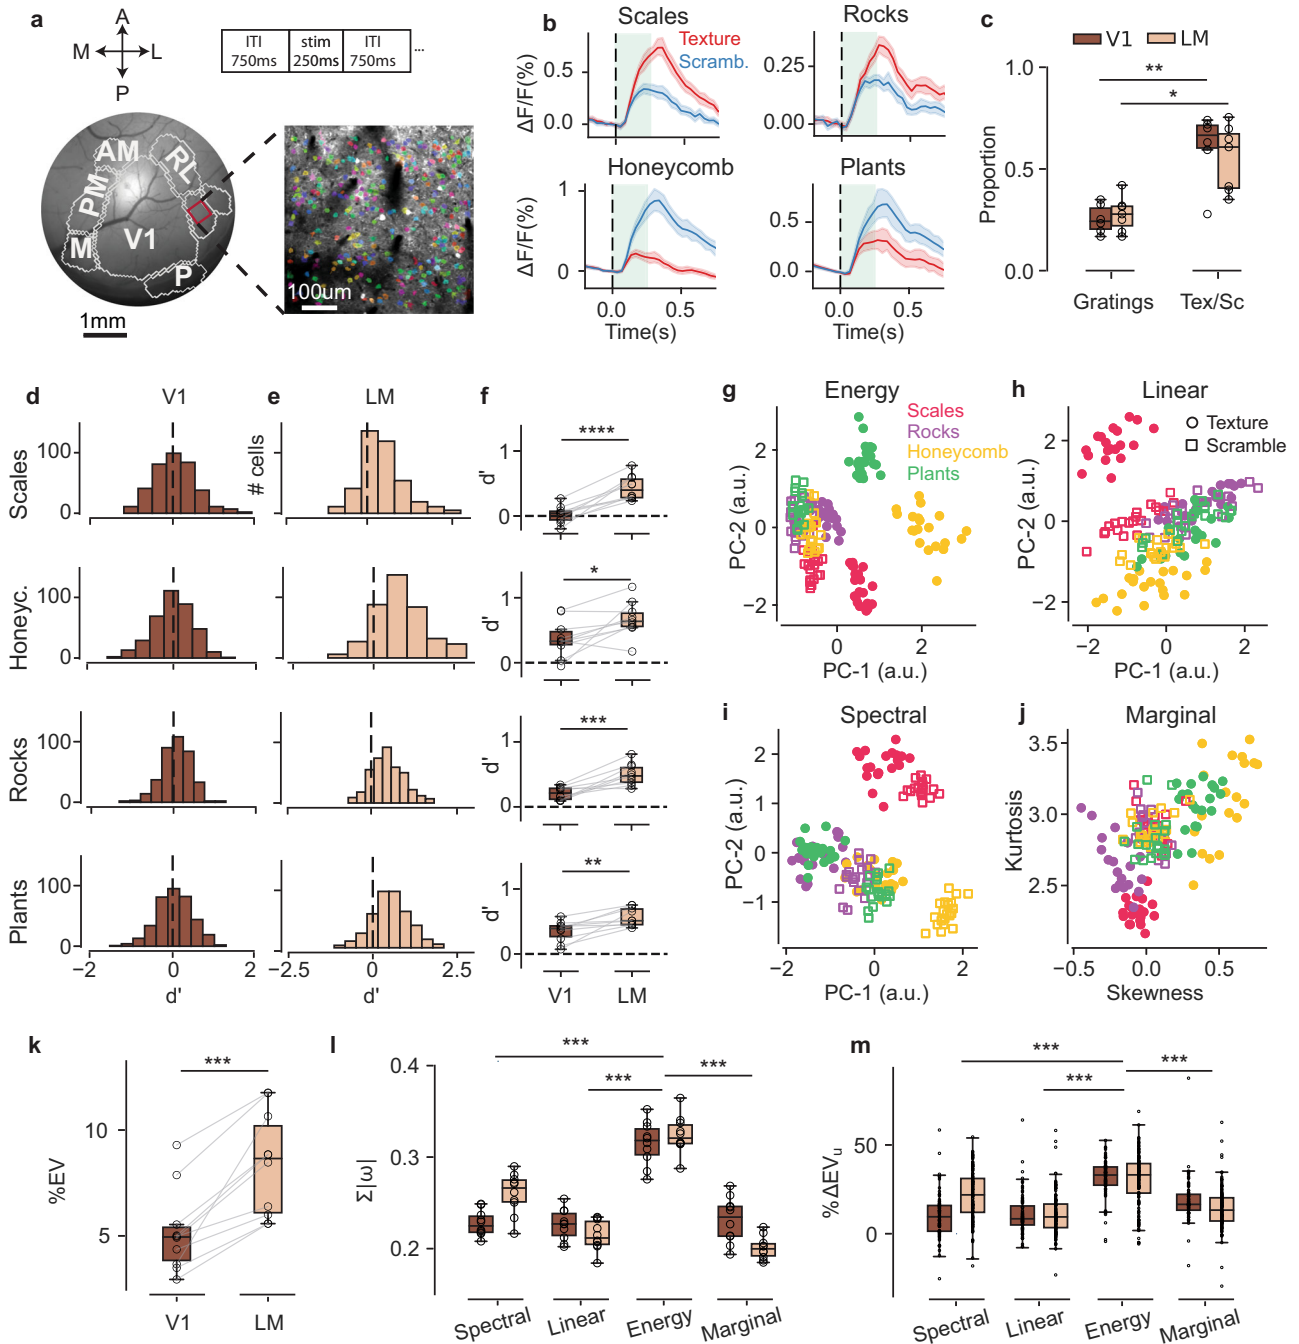 a
A
M
L
P
ITI
750ms
stim
250ms
ITI
750ms
...
AM
RL
PM
V1
M
P
1mm
100um
b
Scales
Texture
Scramb.
ΔF/F(%)
0.5
0.0
Rocks
0.25
0.00
Honeycomb
ΔF/F(%)
1
0
0.0
0.5
Time(s)
Plants
0.5
0.0
0.0
0.5
Time(s)
c
V1
LM
Proportion
1.0
0.5
0.0
**
*
Gratings
Tex/Sc
d
V1
Scales
100
0
Honeyc.
100
0
Rocks
100
0
Plants
100
0
−2
0
2
d'
e
LM
# cells
−2.5
0
2.5
d'
f
****
d'
1
0
*
d'
1
0
***
d'
1
0
**
d'
1
0
V1
LM
g
Energy
Scales
Rocks
Honeycomb
Plants
PC-2 (a.u.)
2
0
−2
0
2
PC-1 (a.u.)
h
Linear
Texture
Scramble
PC-2 (a.u.)
2
0
−2
−2
0
2
PC-1 (a.u.)
i
Spectral
PC-2 (a.u.)
2
1
0
−1
−2
0
2
PC-1 (a.u.)
j
Marginal
Kurtosis
3.5
3.0
2.5
−0.5
0.0
0.5
Skewness
k
***
%EV
10
5
V1
LM
l
***
***
***
Σ|ω|
0.4
0.3
0.2
Spectral
Linear
Energy
Marginal
m
***
***
***
%ΔEVu
50
0
Spectral
Linear
Energy
Marginal